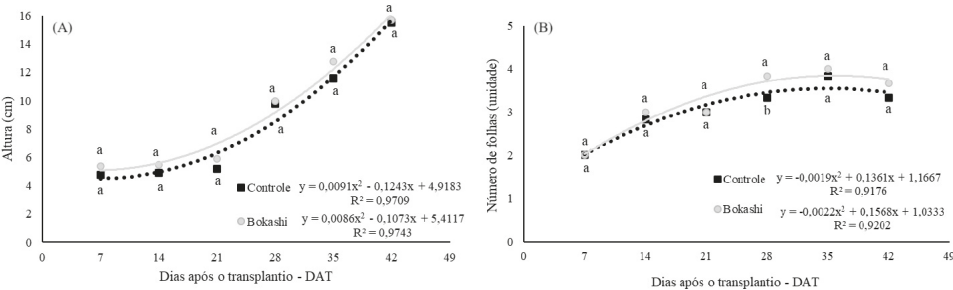 (A)
Altura (cm)
16
14
12
10
8
6
4
2
0
a a a a a a
a a a a a a
Controle y = 0,0091x² - 0,1243x + 4,9183
R² = 0,9709
Bokashi y = 0,0086x² - 0,1073x + 5,4117
R² = 0,9743
0 7 14 21 28 35 42 49
Dias após o transplantio - DAT
(B)
Número de folhas (unidade)
5
4
3
2
1
0
a a a a a a
a a a b a a
Controle y = -0,0019x² + 0,1361x + 1,1667
R² = 0,9176
Bokashi y = -0,0022x² + 0,1568x + 1,0333
R² = 0,9202
0 7 14 21 28 35 42 49
Dias após o transplantio - DAT